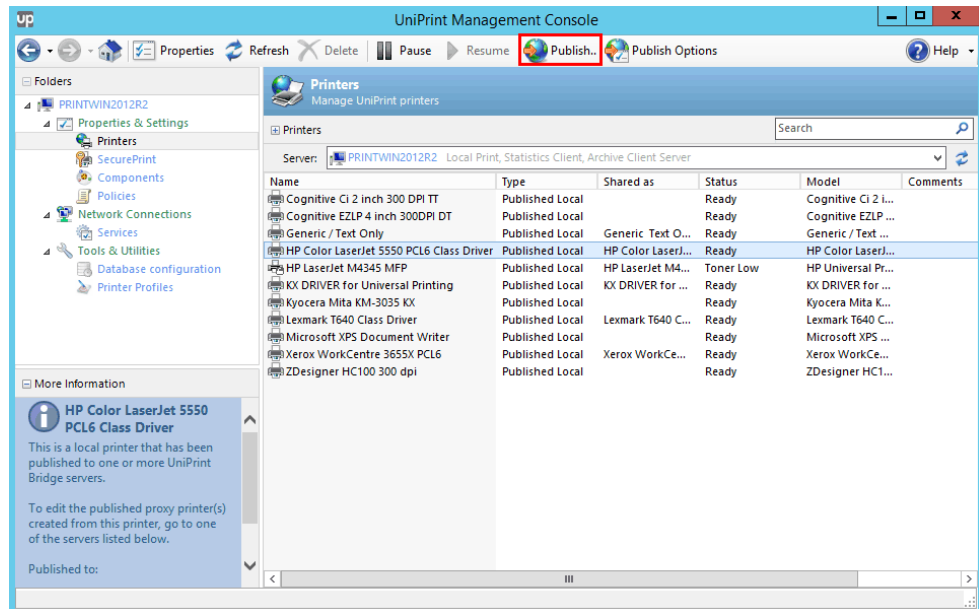 UP UniPrint Management Console
Properties Refresh Delete Pause Resume Publish.. Publish Options Help
Folders
PRINTWIN2012R2
Properties & Settings
Printers
SecurePrint
Components
Policies
Network Connections
Services
Tools & Utilities
Database configuration
Printer Profiles
More Information
HP Color LaserJet 5550
PCL6 Class Driver
This is a local printer that has been
published to one or more UniPrint
Bridge servers.
To edit the published proxy printer(s)
created from this printer, go to one
of the servers listed below.
Published to:
Printers
Manage UniPrint printers
Printers Search
Server: PRINTWIN2012R2 Local Print, Statistics Client, Archive Client Server
Name Type Shared as Status Model Comments
Cognitive Ci 2 inch 300 DPI TT Published Local Ready Cognitive Ci 2 i...
Cognitive EZLP 4 inch 300DPI DT Published Local Ready Cognitive EZLP ...
Generic / Text Only Published Local Generic Text O... Ready Generic / Text ...
HP Color LaserJet 5550 PCL6 Class Driver Published Local HP Color LaserJ... Ready HP Color LaserJ...
HP LaserJet M4345 MFP Published Local HP LaserJet M4... Toner Low HP Universal Pr...
KX DRIVER for Universal Printing Published Local KX DRIVER for ... Ready KX DRIVER for ...
Kyocera Mita KM-3035 KX Published Local Ready Kyocera Mita K...
Lexmark T640 Class Driver Published Local Lexmark T640 C... Ready Lexmark T640 C...
Microsoft XPS Document Writer Published Local Ready Microsoft XPS ...
Xerox WorkCentre 3655X PCL6 Published Local Xerox WorkCe... Ready Xerox WorkCe...
ZDesigner HC100 300 dpi Published Local Ready ZDesigner HC1...